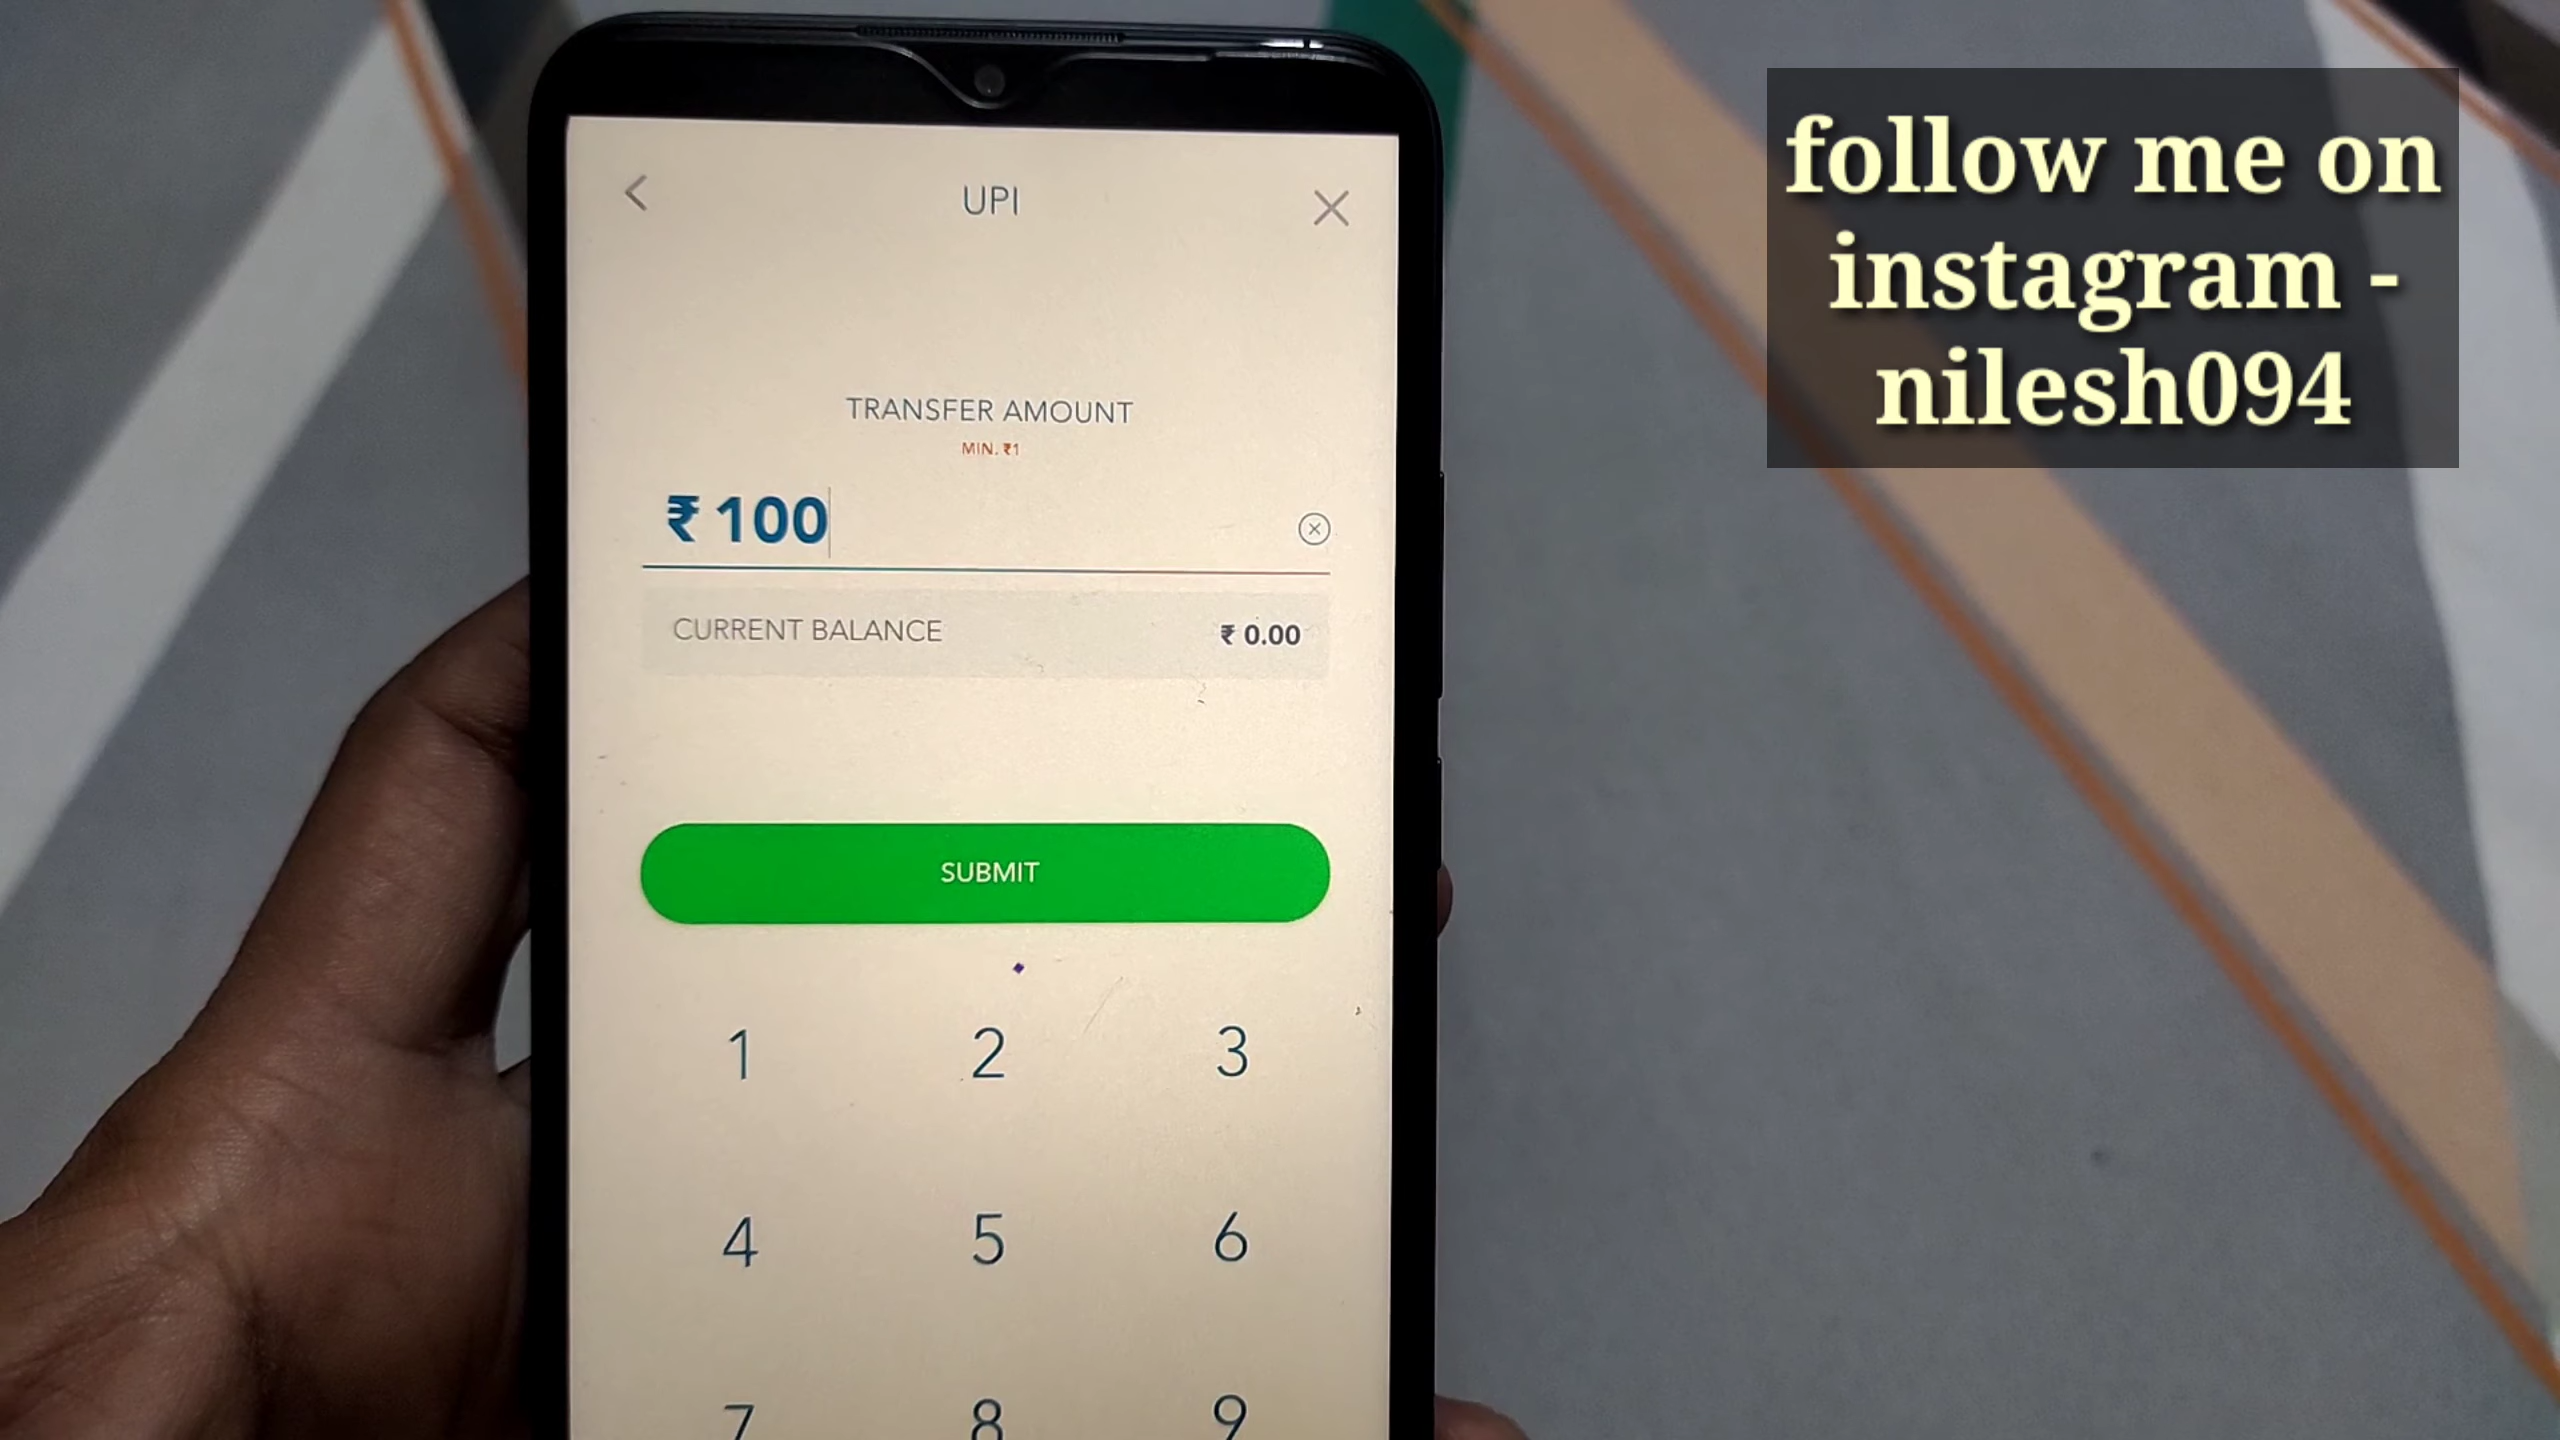 UPI
TRANSFER AMOUNT
MIN. ₹1
₹ 100
CURRENT BALANCE ₹ 0.00
SUBMIT
1 2 3
4 5 6
7 8 9
follow me on
instagram -
nilesh094